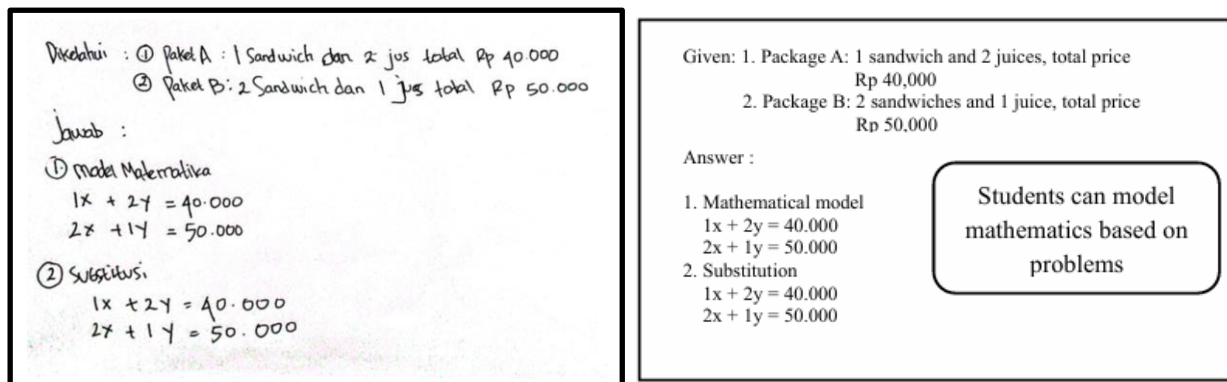 Diketahui : ① Paket A : 1 Sandwich dan 2 jus total Rp 40.000
② Paket B : 2 Sandwich dan 1 jus total Rp 50.000
Jawab :
① Model Matematika
1x + 2y = 40.000
2x + 1y = 50.000
② Substitusi
1x + 2y = 40.000
2x + 1y = 50.000
Given: 1. Package A: 1 sandwich and 2 juices, total price
Rp 40,000
2. Package B: 2 sandwiches and 1 juice, total price
Rp 50,000
Answer :
1. Mathematical model
1x + 2y = 40.000
2x + 1y = 50.000
2. Substitution
1x + 2y = 40.000
2x + 1y = 50.000
Students can model
mathematics based on
problems